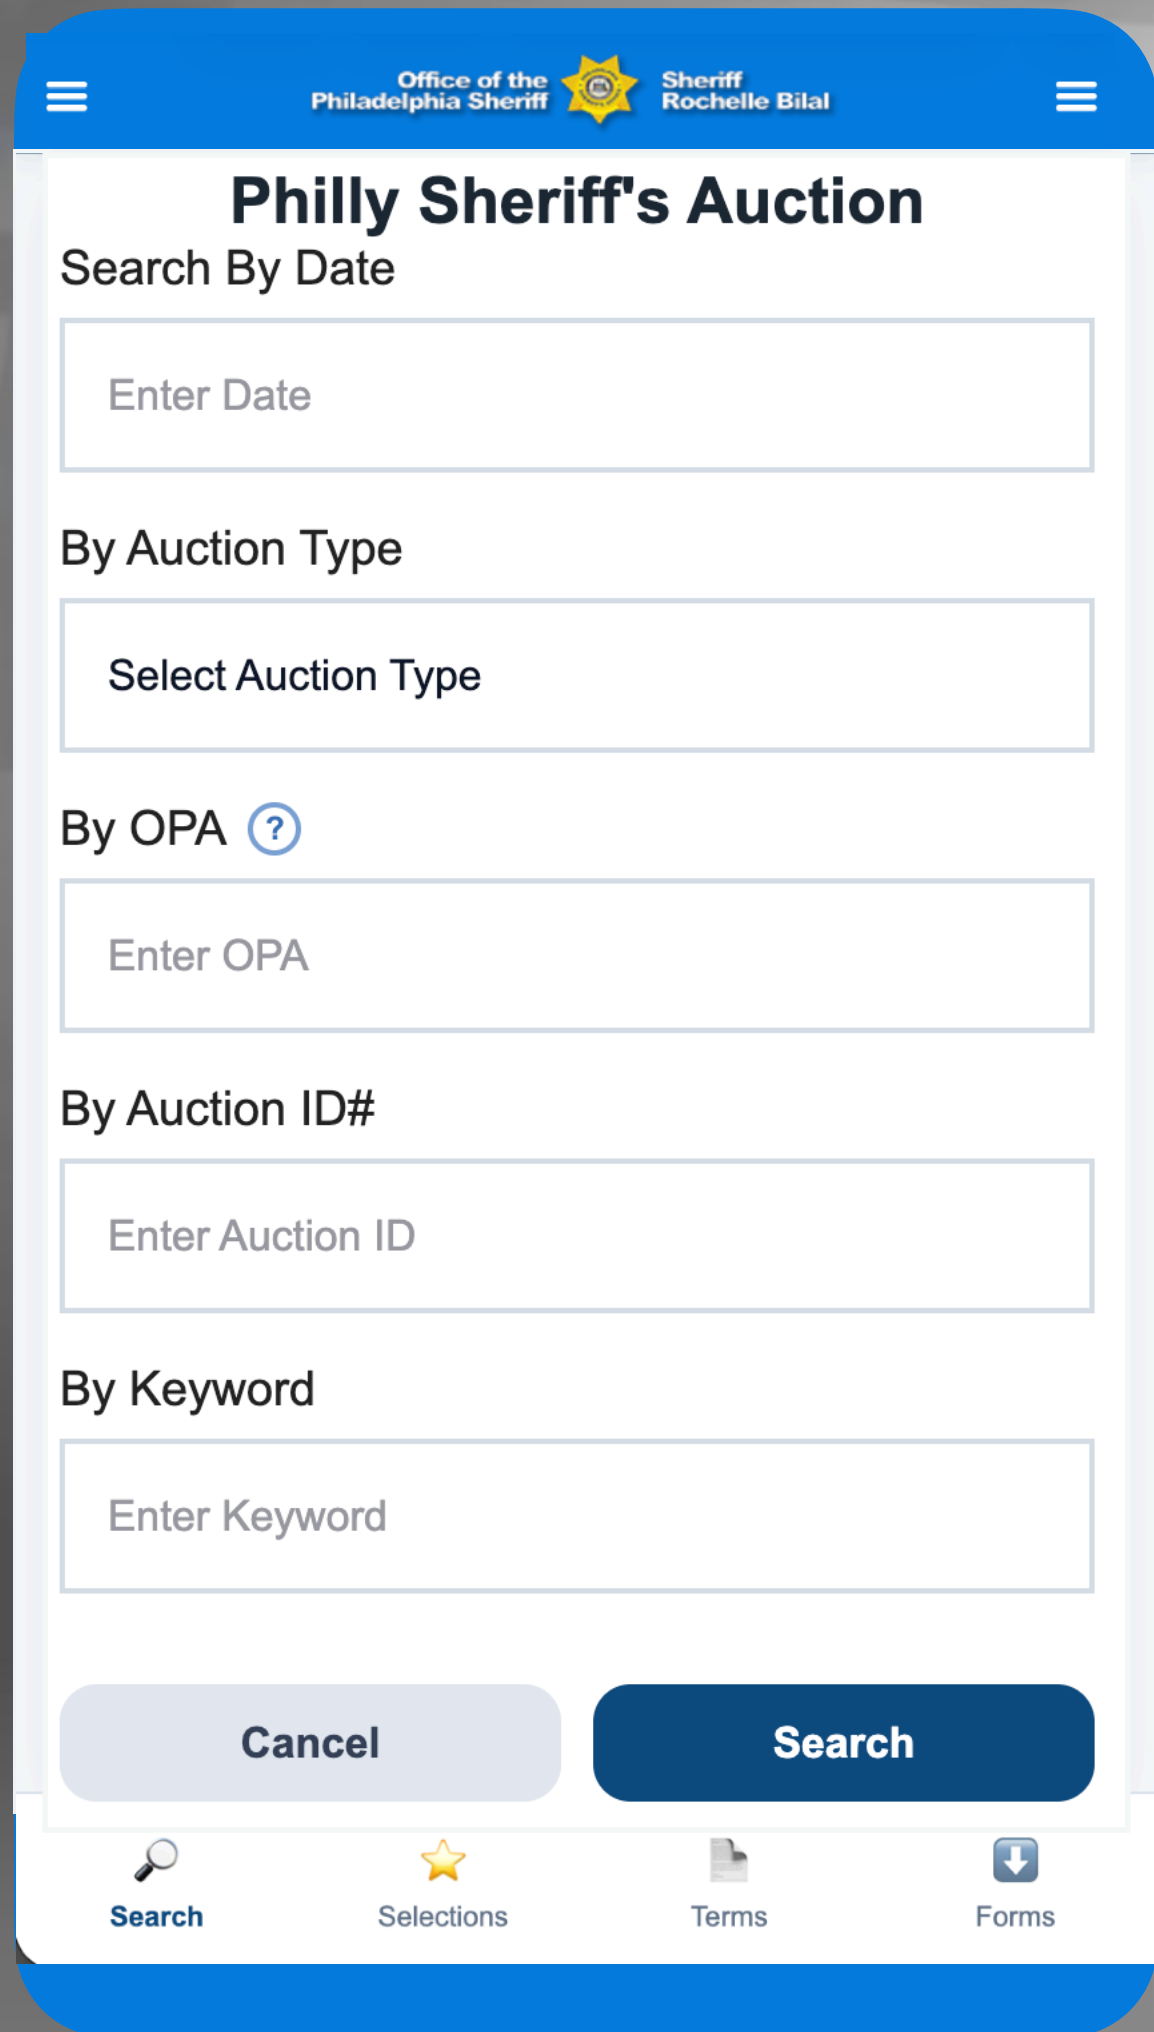 Office of the
Philadelphia Sheriff
Sheriff
Rochelle Bilal
Philly Sheriff's Auction
Search By Date
Enter Date
By Auction Type
Select Auction Type
By OPA ?
Enter OPA
By Auction ID#
Enter Auction ID
By Keyword
Enter Keyword
Cancel Search
Search Selections Terms Forms